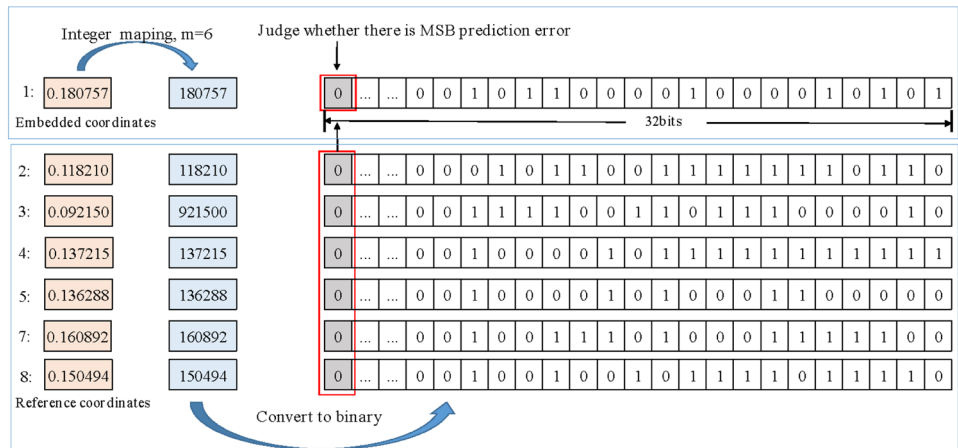 Integer maping, m=6
Judge whether there is MSB prediction error
1: 0.180757 180757 0 ... ... 0 0 1 0 1 1 0 0 0 0 1 0 0 0 0 1 0 1 0 1
Embedded coordinates
32bits
2: 0.118210 118210 0 ... ... 0 0 0 1 0 1 1 0 0 1 1 1 1 1 1 1 0 1 1 0
3: 0.092150 921500 0 ... ... 0 0 1 1 1 1 0 0 1 1 0 1 1 1 0 0 0 0 1 0
4: 0.137215 137215 0 ... ... 0 0 1 0 0 0 0 1 0 1 1 1 1 1 1 1 1 1 1 1
5: 0.136288 136288 0 ... ... 0 0 1 0 0 0 0 1 0 1 0 0 0 1 1 0 0 0 0 0
7: 0.160892 160892 0 ... ... 0 0 1 0 0 1 1 1 0 1 0 0 0 1 1 1 1 1 0 0
8: 0.150494 150494 0 ... ... 0 0 1 0 0 1 0 0 1 0 1 1 1 1 0 1 1 1 1 0
Reference coordinates
Convert to binary